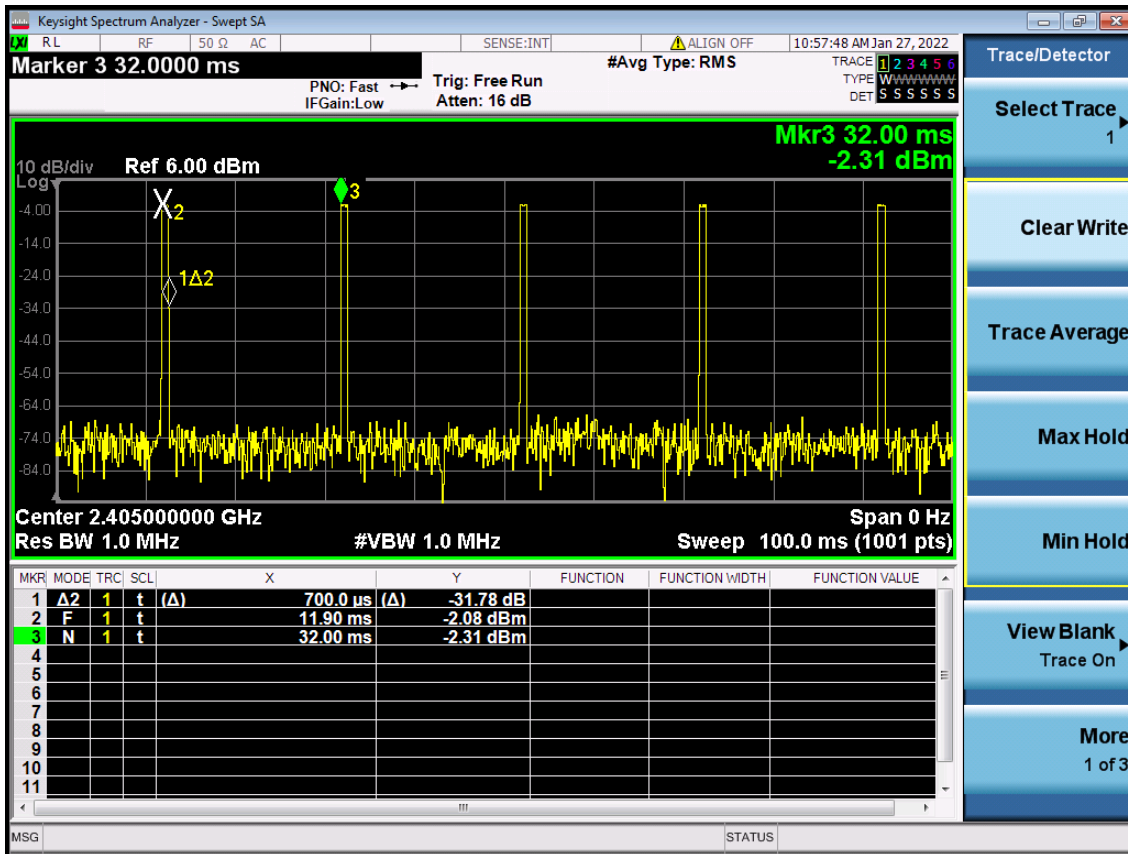 Keysight Spectrum Analyzer - Swept SA
LXI RL RF 50 Ω AC SENSE:INT ALIGN OFF 10:57:48 AM Jan 27, 2022
Marker 3 32.0000 ms
PNO: Fast
IFGain:Low
Trig: Free Run
Atten: 16 dB
#Avg Type: RMS
TRACE 1 2 3 4 5 6
TYPE WWWWWWW
DET S S S S S S
Mkr3 32.00 ms
-2.31 dBm
10 dB/div Ref 6.00 dBm
Log
-4.00
-14.0
-24.0
-34.0
-44.0
-54.0
-64.0
-74.0
-84.0
2
1Δ2
3
Center 2.405000000 GHz Span 0 Hz
Res BW 1.0 MHz #VBW 1.0 MHz Sweep 100.0 ms (1001 pts)
MKR MODE TRC SCL X Y FUNCTION FUNCTION WIDTH FUNCTION VALUE
1 Δ2 1 t (Δ) 700.0 µs (Δ) -31.78 dB
2 F 1 t 11.90 ms -2.08 dBm
3 N 1 t 32.00 ms -2.31 dBm
4
5
6
7
8
9
10
11
MSG STATUS
Trace/Detector
Select Trace
1
Clear Write
Trace Average
Max Hold
Min Hold
View Blank
Trace On
More
1 of 3